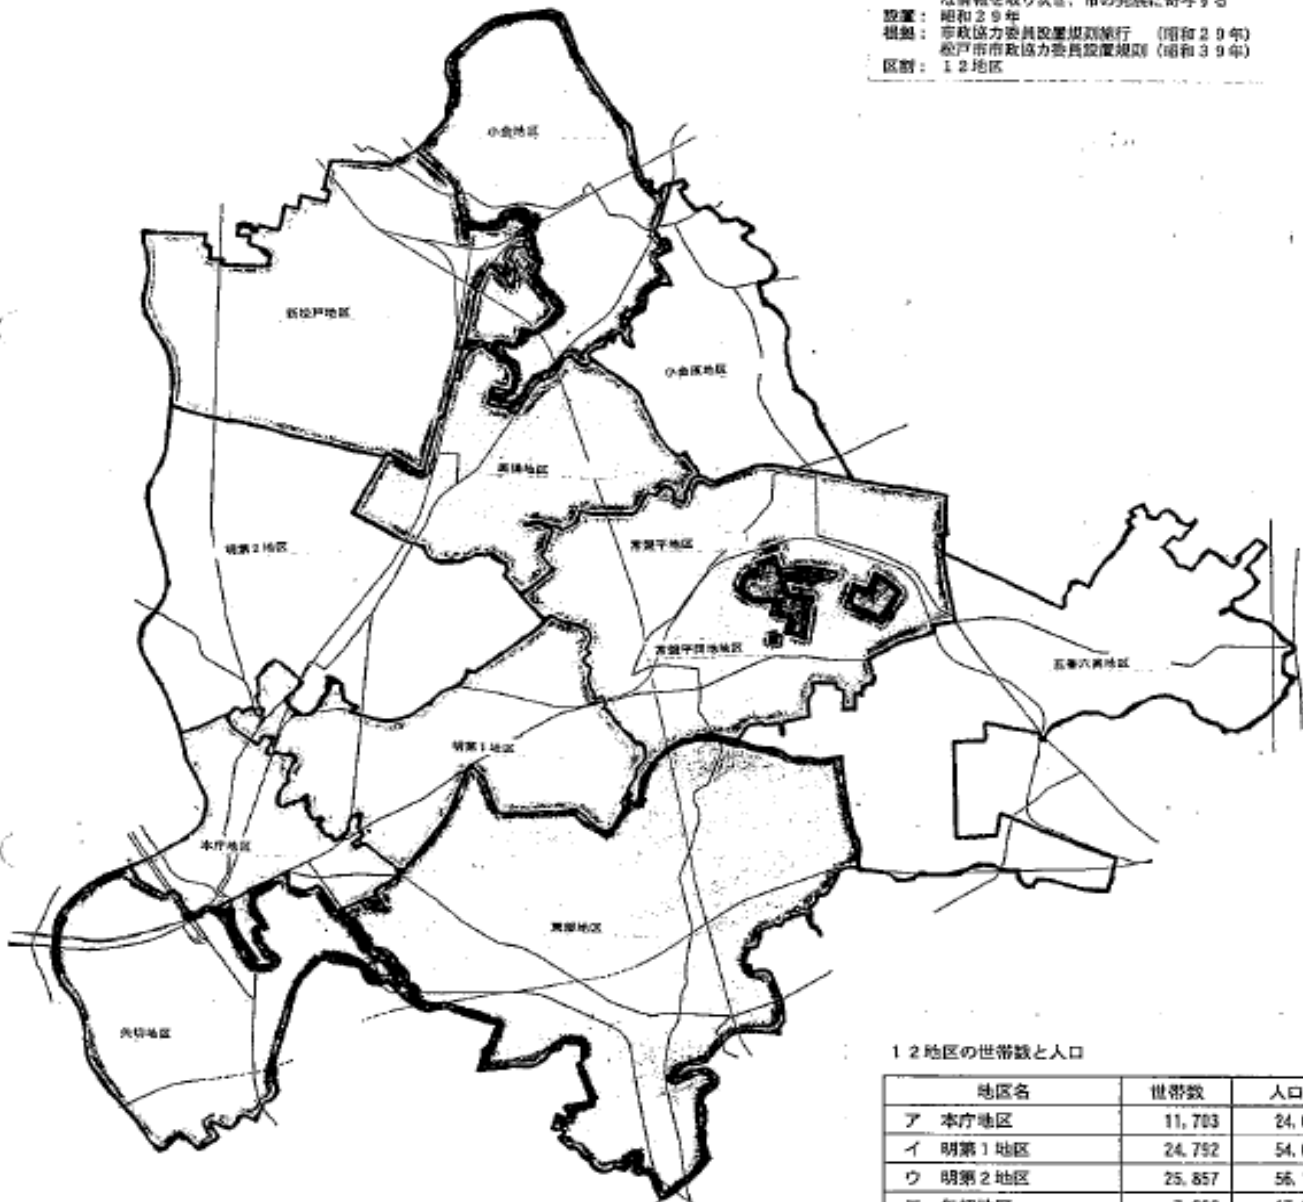 設置： 昭和２９年
根拠： 市政協力委員設置規則施行 （昭和２９年）
松戸市市政協力委員設置規則（昭和３９年）
区割： １２地区
小金地区
新松戸地区
小金原地区
馬橋地区
明第２地区
常盤平地区
常盤平団地地区
五香六実地区
明第１地区
本庁地区
東部地区
矢切地区
１２地区の世帯数と人口
地区名 世帯数 人口
ア 本庁地区 11,703 24,
イ 明第１地区 24,792 54,
ウ 明第２地区 25,857 56,